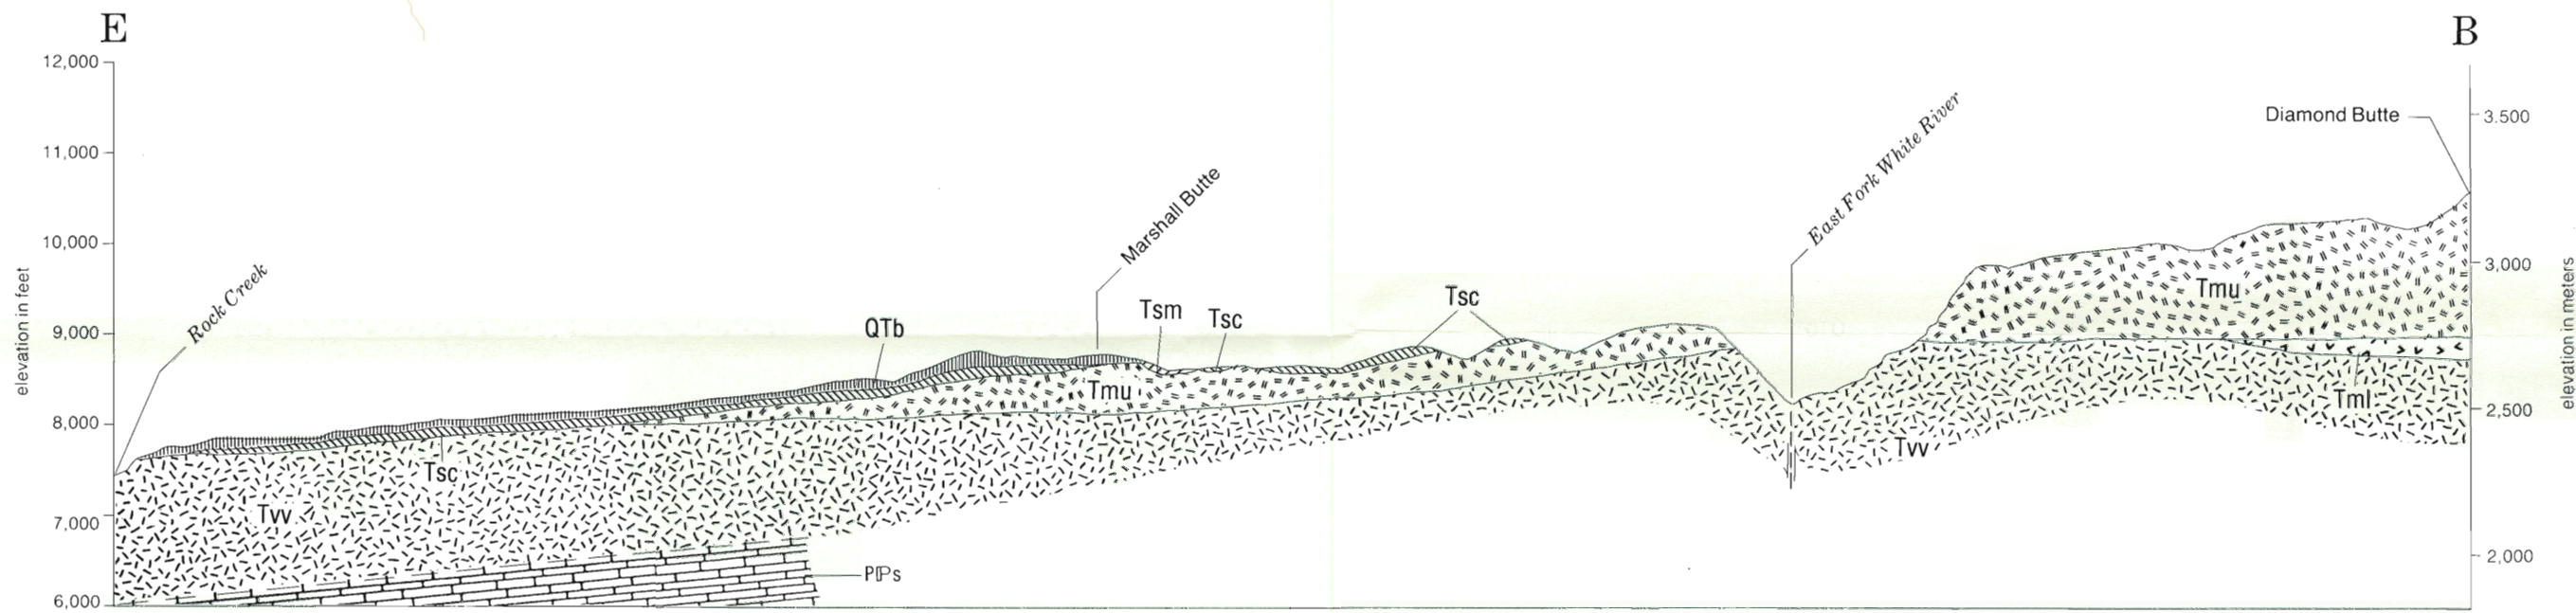 E
B
12,000
11,000
10,000
9,000
8,000
7,000
6,000
elevation in feet
Rock Creek
QTb
Marshall Butte
Tsm
Tsc
Tsc
East Fork White River
Diamond Butte
3.500
3,000
2,500
2,000
elevation in meters
Tmu
Tmu
Tml
Tsc
Tvv
Tvv
PℙPs